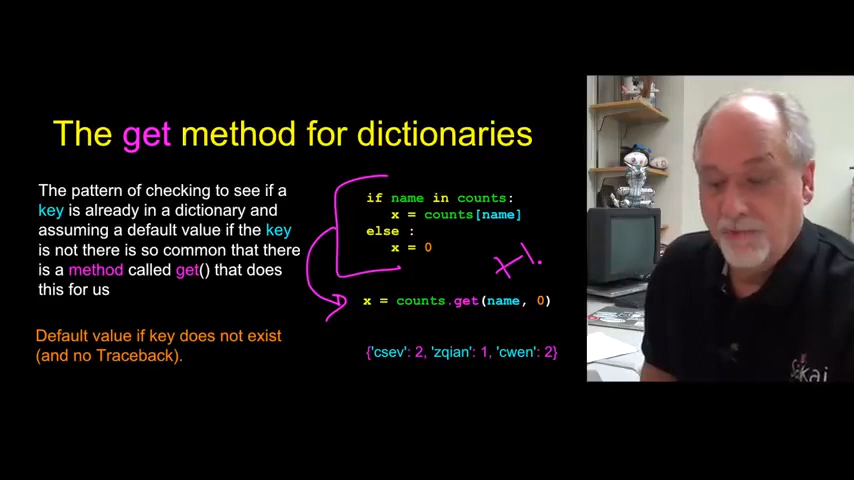 The get method for dictionaries
The pattern of checking to see if a
key is already in a dictionary and
assuming a default value if the key
is not there is so common that there
is a method called get() that does
this for us
Default value if key does not exist
(and no Traceback).
if name in counts:
    x = counts[name]
else :
    x = 0
x = counts.get(name, 0)
{'csev': 2, 'zqian': 1, 'cwen': 2}